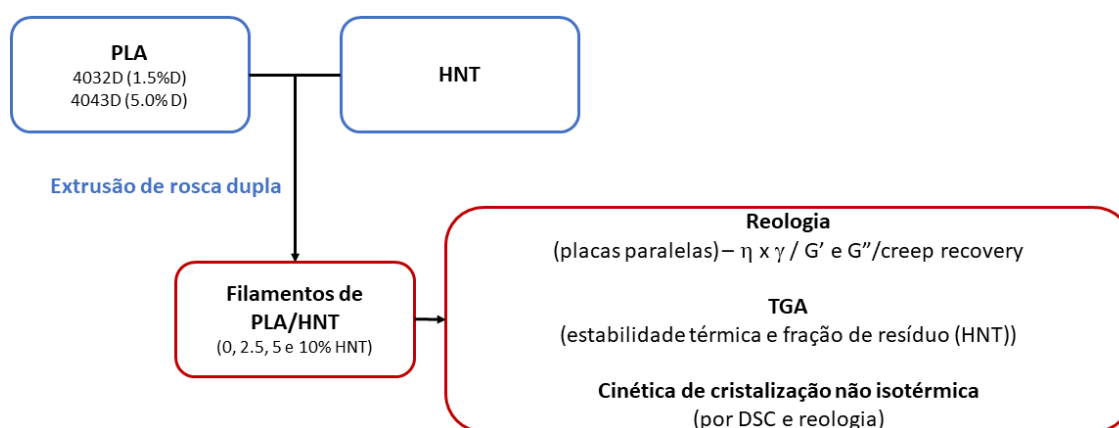 PLA
4032D (1.5%D)
4043D (5.0% D)
HNT
Extrusão de rosca dupla
Filamentos de
PLA/HNT
(0, 2.5, 5 e 10% HNT)
Reologia
(placas paralelas) – η x γ / G’ e G”/creep recovery
TGA
(estabilidade térmica e fração de resíduo (HNT))
Cinética de cristalização não isotérmica
(por DSC e reologia)